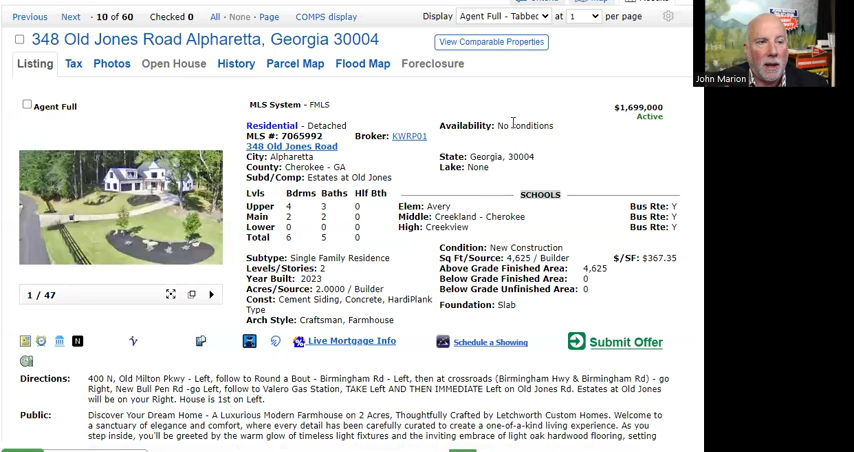 Previous Next · 10 of 60 Checked 0 All · None · Page COMPS display Display Agent Full - Tabbed at 1 per page
348 Old Jones Road Alpharetta, Georgia 30004
View Comparable Properties
John Marion
Listing Tax Photos Open House History Parcel Map Flood Map Foreclosure
Agent Full
MLS System - FMLS
$1,699,000
Active
Residential - Detached
Availability: No conditions
MLS #: 7065992 Broker: KWRP01
348 Old Jones Road
City: Alpharetta
State: Georgia, 30004
County: Cherokee - GA
Lake: None
Subd/Comp: Estates at Old Jones
Lvls Bdrms Baths Hlf Bth
SCHOOLS
Upper 4 3 0
Elem: Avery Bus Rte: Y
Main 2 2 0
Middle: Creekland - Cherokee Bus Rte: Y
Lower 0 0 0
High: Creekview Bus Rte: Y
Total 6 5 0
Condition: New Construction
Subtype: Single Family Residence
Sq Ft/Source: 4,625 / Builder $/SF: $367.35
Levels/Stories: 2
Above Grade Finished Area: 4,625
Year Built: 2023
Below Grade Finished Area: 0
Acres/Source: 2.0000 / Builder
Below Grade Unfinished Area: 0
Const: Cement Siding, Concrete, HardiPlank
Type
Foundation: Slab
Arch Style: Craftsman, Farmhouse
1 / 47
N
Live Mortgage Info
Schedule a Showing
Submit Offer
Directions: 400 N, Old Milton Pkwy - Left, follow to Round a Bout - Birmingham Rd - Left, then at crossroads (Birmingham Hwy & Birmingham Rd) - go
Right, New Bull Pen Rd -go Left, follow to Valero Gas Station, TAKE Left AND THEN IMMEDIATE Left on Old Jones Rd. Estates at Old Jones
will be on your Right. House is 1st on Left.
Public: Discover Your Dream Home - A Luxurious Modern Farmhouse on 2 Acres, Thoughtfully Crafted by Letchworth Custom Homes. Welcome to
a sanctuary of elegance and comfort, where every detail has been carefully curated to create a one-of-a-kind living experience. As you
step inside, you'll be greeted by the warm glow of timeless light fixtures and the inviting embrace of light oak hardwood flooring, setting